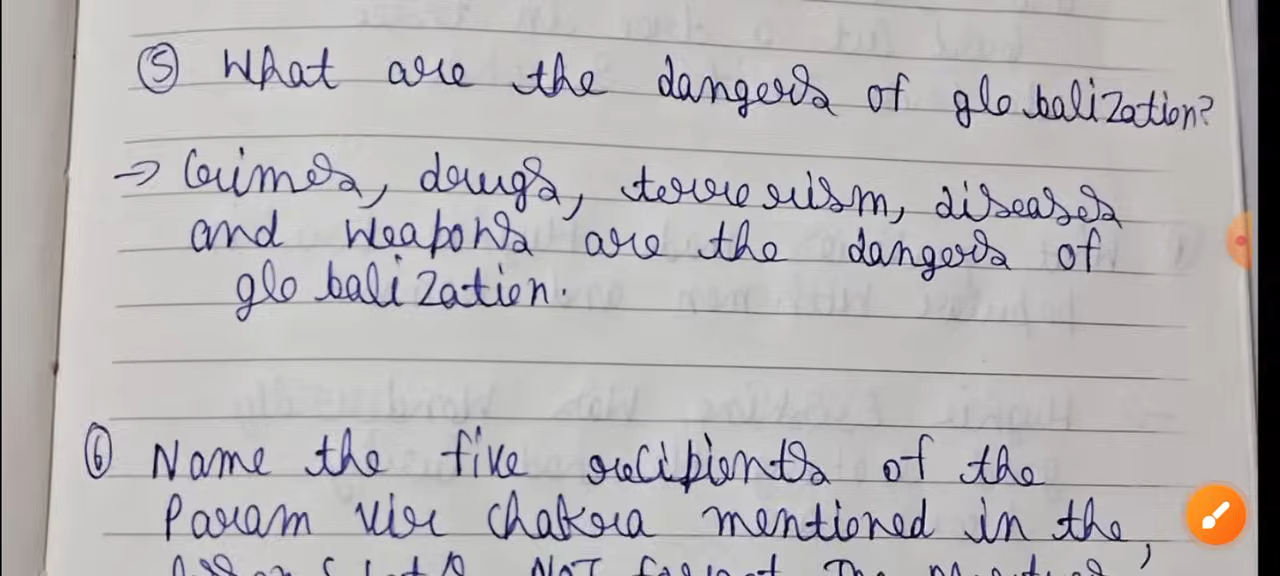 ⑤ What are the dangers of globalization?
→ Crimes, drugs, terrorism, diseases
and weapons are the dangers of
globalization.
⑥ Name the five recipients of the
Param vir chakra mentioned in the,
NOT